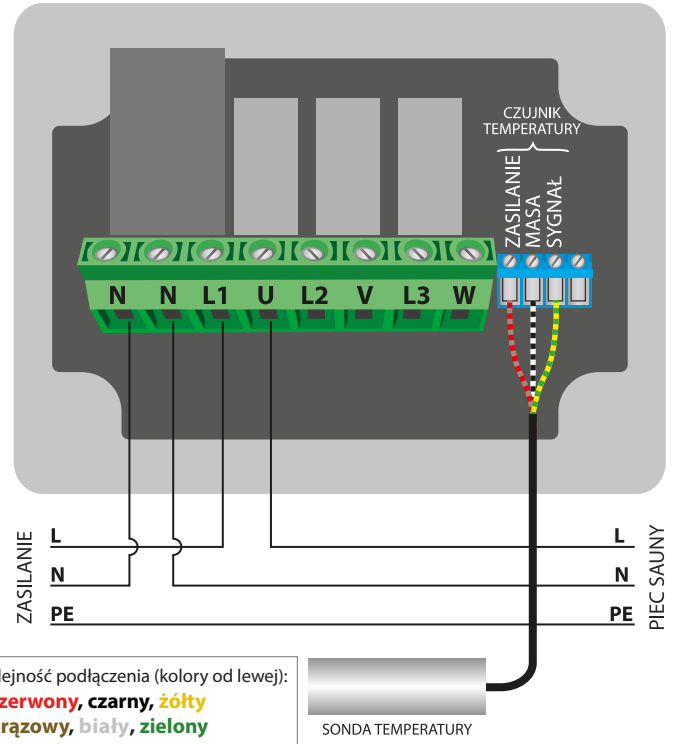 CZUJNIK
TEMPERATURY
ZASILANIE
MASA
SYGNAŁ
N N L1 U L2 V L3 W
ZASILANIE
L L
N N
PE PE
PIEC SAUNY
podłączenia (kolory od lewej):
czarny, żółty
biały, zielony
SONDA TEMPERATURY